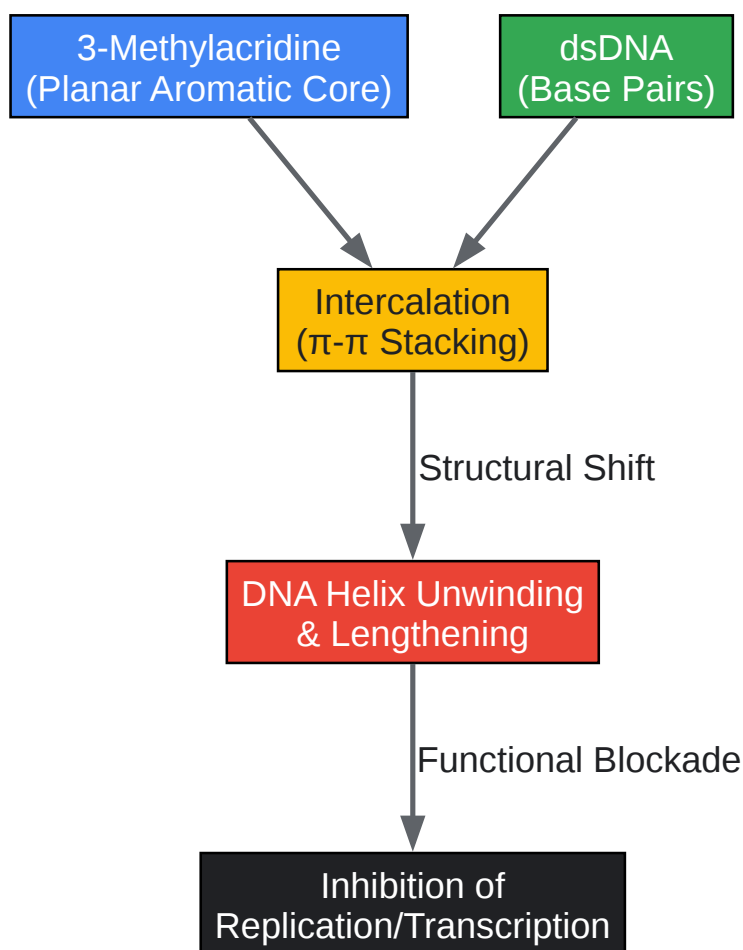 3-Methylacridine
(Planar Aromatic Core)
dsDNA
(Base Pairs)
Intercalation
(π-π Stacking)
Structural Shift
DNA Helix Unwinding
& Lengthening
Functional Blockade
Inhibition of
Replication/Transcription